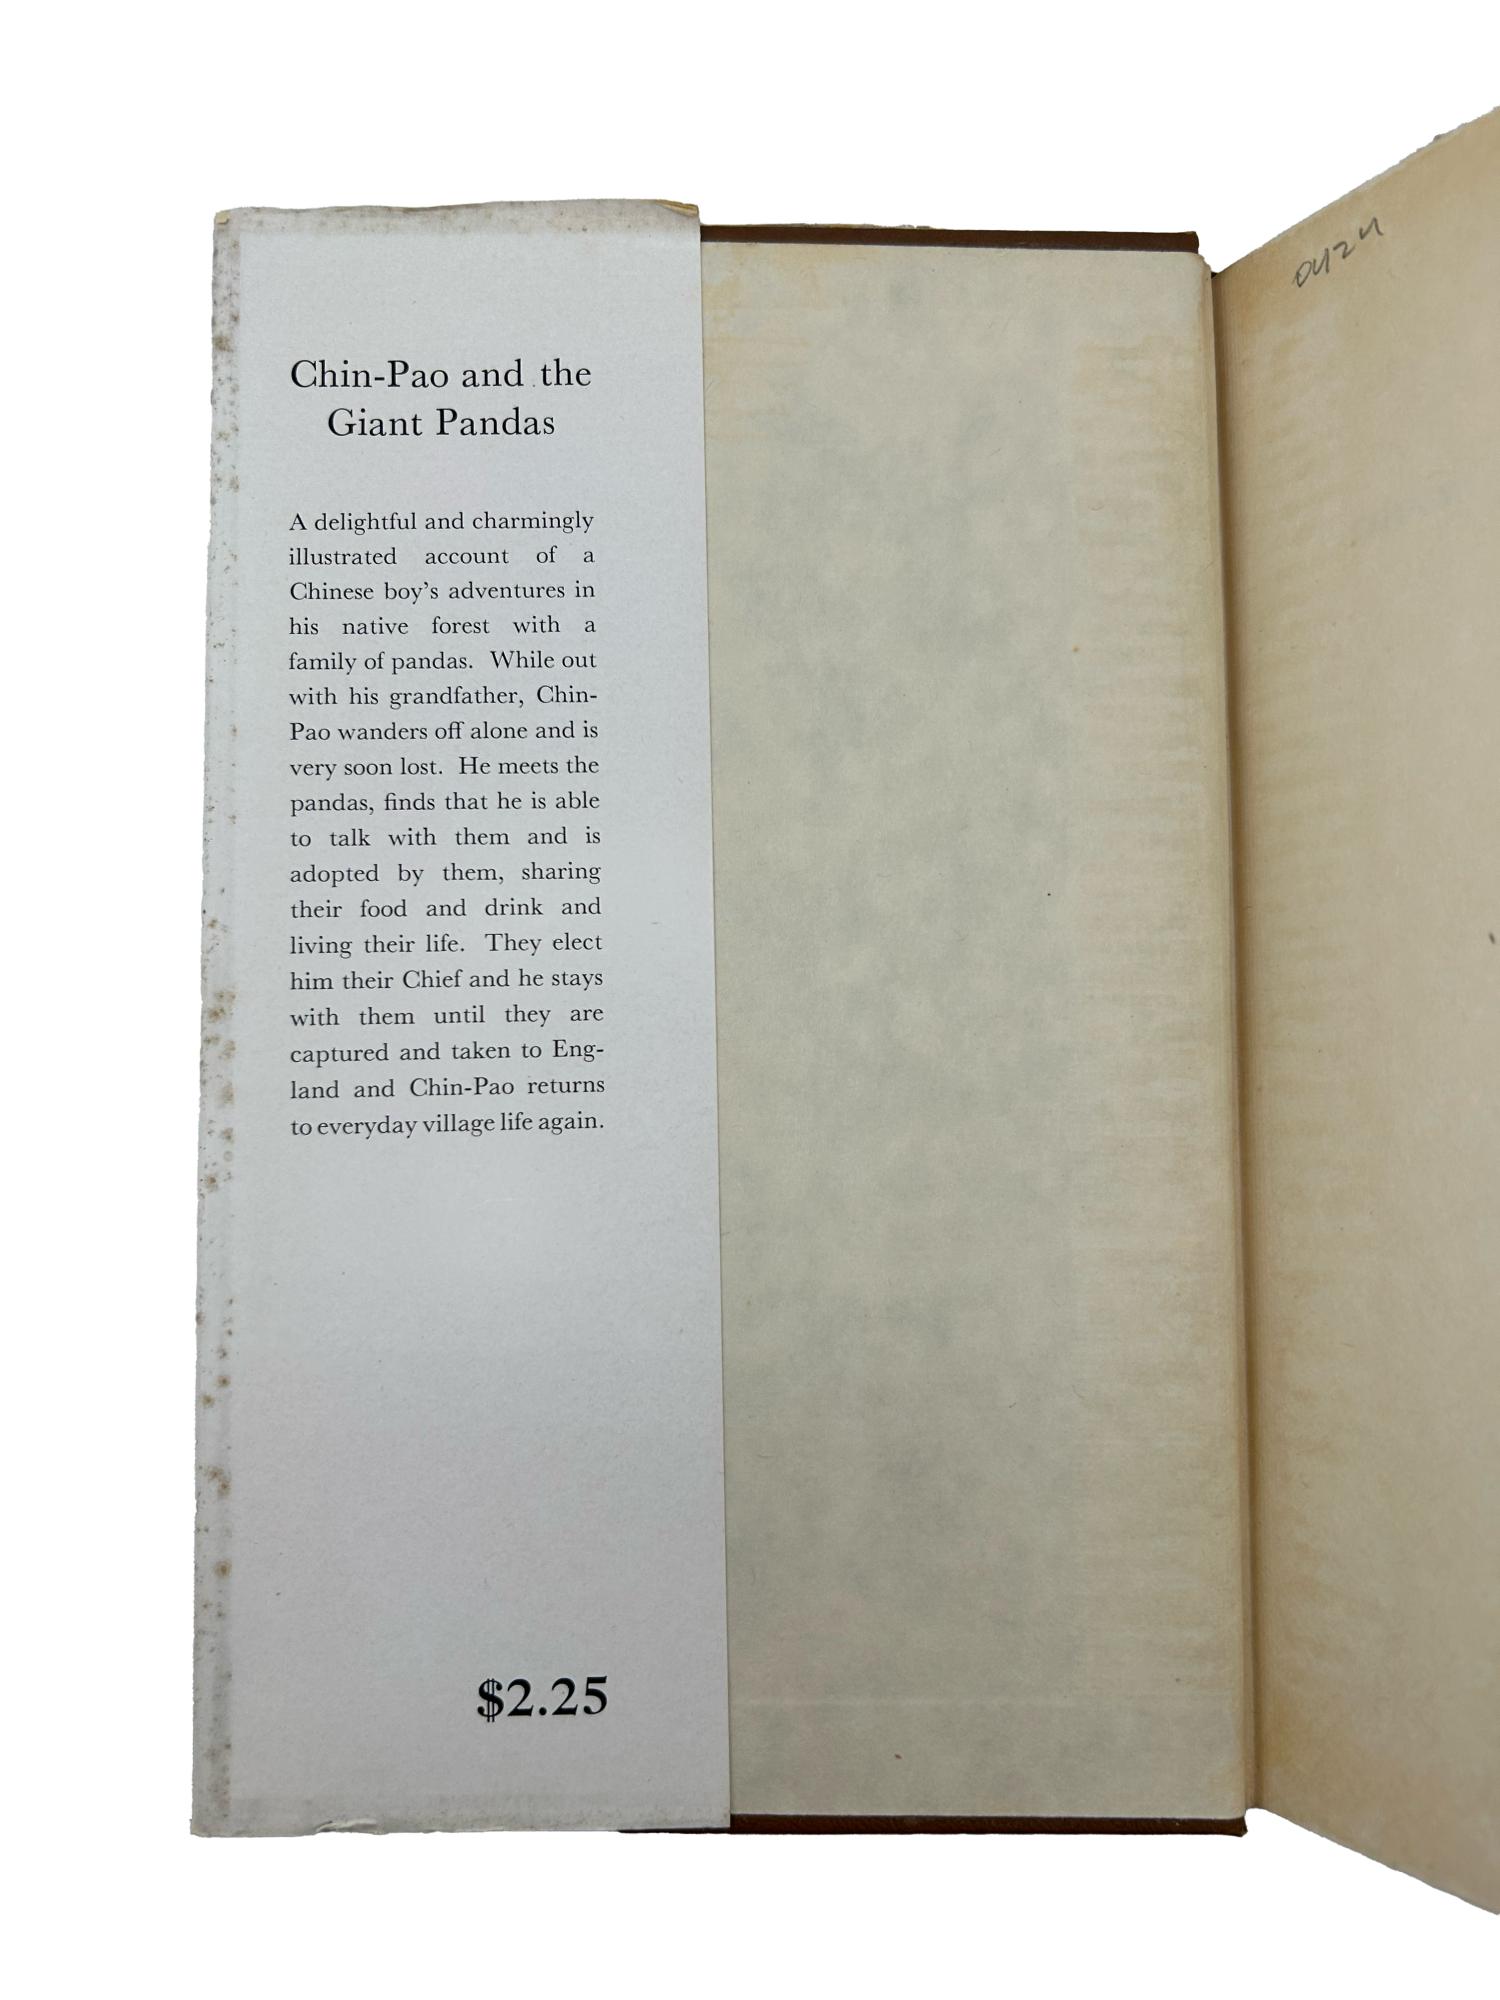 Chin-Pao and the
Giant Pandas
A delightful and charmingly
illustrated account of a
Chinese boy's adventures in
his native forest with a
family of pandas. While out
with his grandfather, Chin-
Pao wanders off alone and is
very soon lost. He meets the
pandas, finds that he is able
to talk with them and is
adopted by them, sharing
their food and drink and
living their life. They elect
him their Chief and he stays
with them until they are
captured and taken to Eng-
land and Chin-Pao returns
to everyday village life again.
$2.25
0424